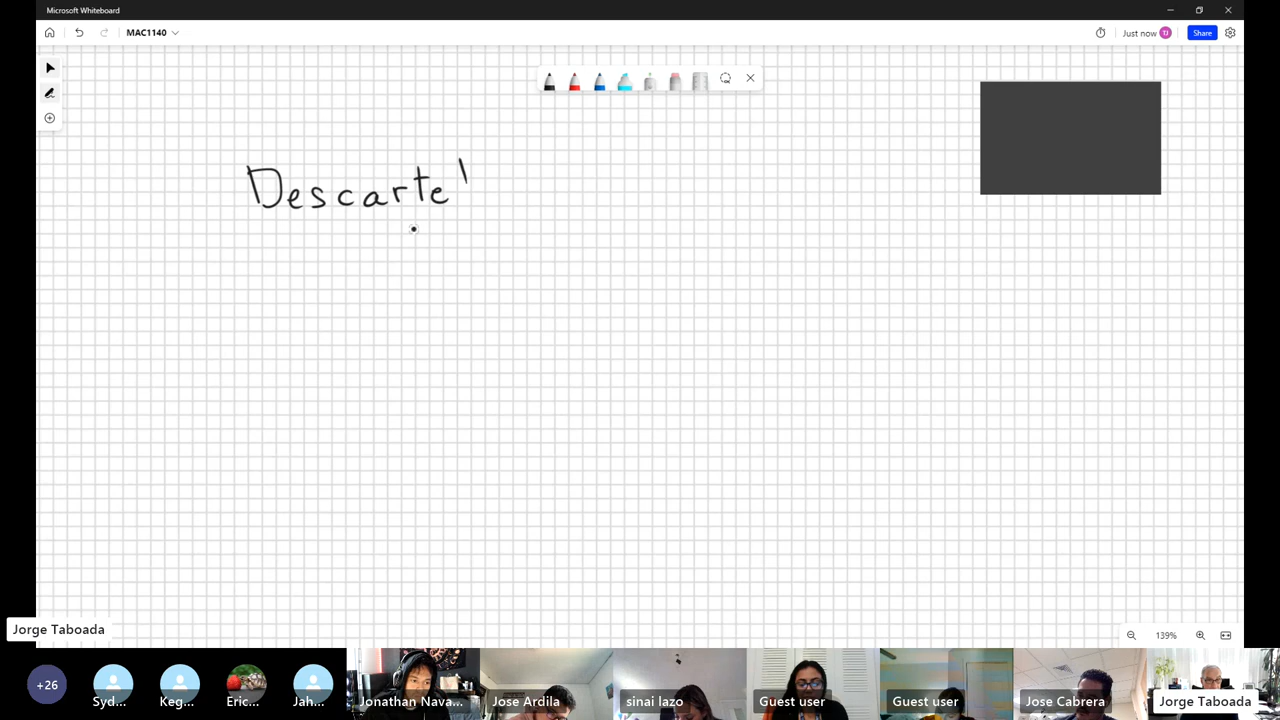 Microsoft Whiteboard
MAC1140
Just now TJ
Share
Descarte'
139%
Jorge Taboada
+26
Syd...
Keg...
Eric...
Jah...
Jonathan Nava...
Jose Ardila
sinai lazo
Guest user
Guest user
Jose Cabrera
Jorge Taboada